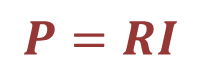 P = RI